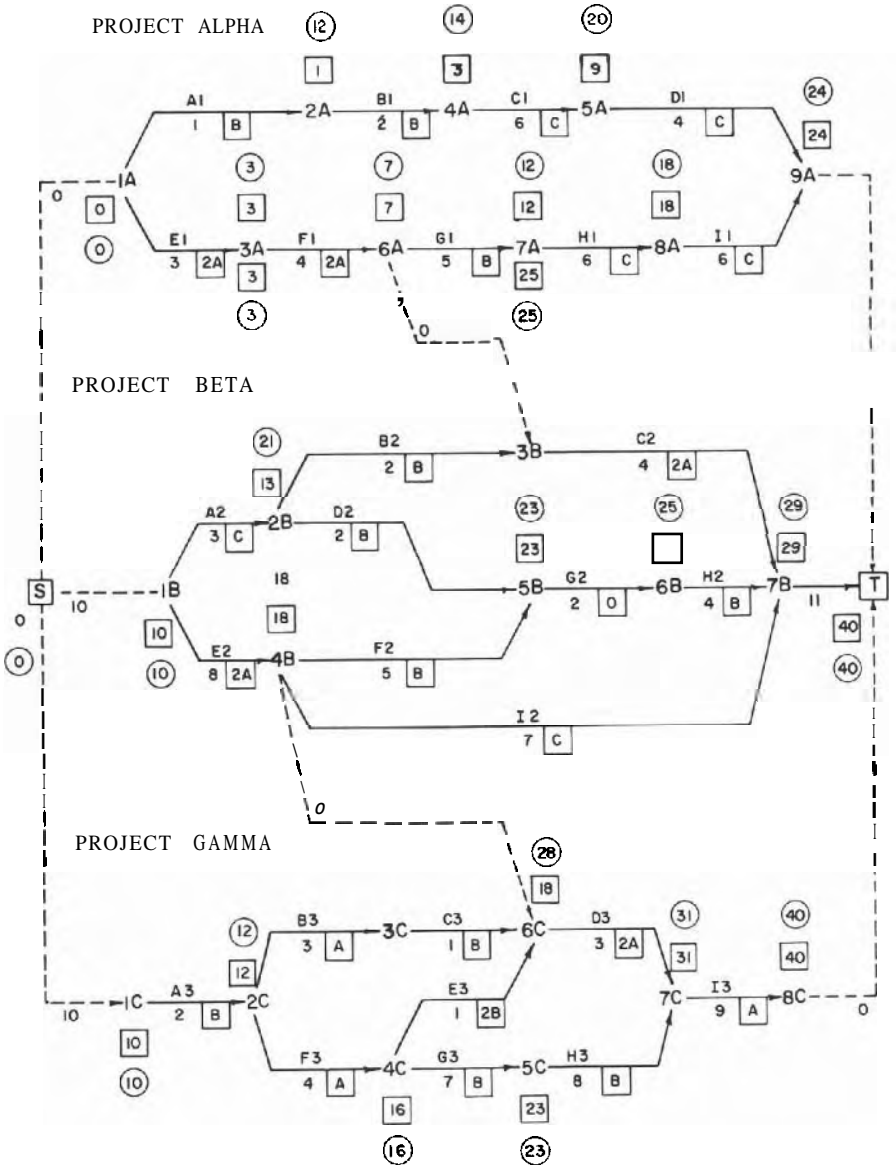 PROJECT ALPHA
12 14 20
1 3 9
A1 B1 C1 D1 24
2A 4A 5A
1 B 2 B 6 C 4 C 24
3 7 12 18
1A 9A
0 3 7 12 18
0
0 E1 3A F1 6A G1 7A H1 8A I1
3 2A 4 2A 5 B 6 C 6 C
3 25
3 25
0
PROJECT BETA
21 B2 3B C2
13 2 B 4 2A
A2 2B D2 23 25 29
3 C 2 B 23 29
18
S 10 1B 5B G2 6B H2 7B 11 T
18 2 O 4 B
0 10 E2 4B F2 40
0 10 8 2A 5 B 40
I2
7 C
0
PROJECT GAMMA
28
18
12 B3 3C C3 6C D3 31 40
12 3 A 1 B 3 2A 31 40
1C A3 2C E3 7C I3 8C
10 2 B 1 2B 9 A 0
10 F3 4C G3 5C H3
10 4 A 7 B 8 B
16 23
16 23